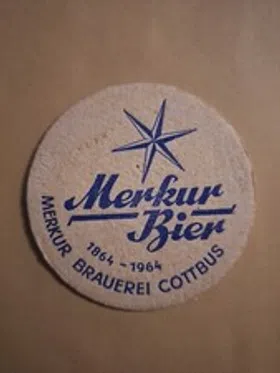 Merkur
Bier
1864-1964
MERKUR BRAUEREI COTTBUS